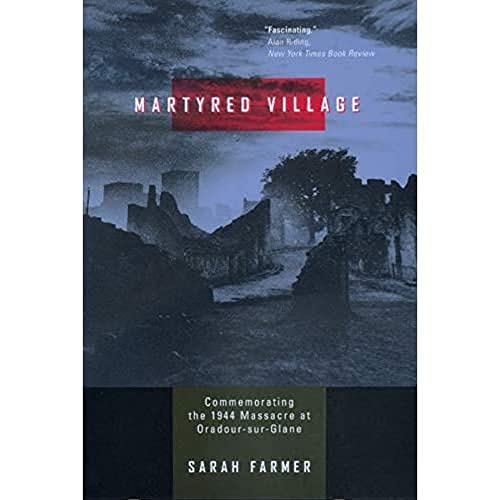 "Fascinating."
Alan Riding,
New York Times Book Review
MARTYRED VILLAGE
Commemorating
the 1944 Massacre at
Oradour-sur-Glane
SARAH FARMER